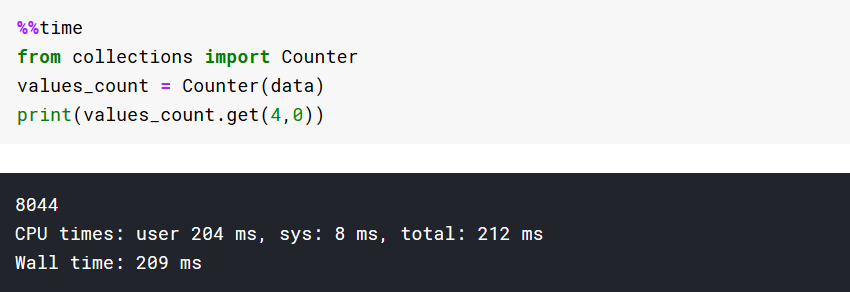 %%time
from collections import Counter
values_count = Counter(data)
print(values_count.get(4,0))
8044
CPU times: user 204 ms, sys: 8 ms, total: 212 ms
Wall time: 209 ms